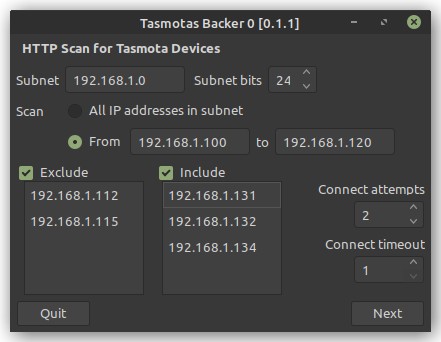 Tasmotas Backer 0 [0.1.1]
HTTP Scan for Tasmota Devices
Subnet 192.168.1.0 Subnet bits 24
Scan All IP addresses in subnet
From 192.168.1.100 to 192.168.1.120
Exclude Include
192.168.1.112 192.168.1.131
192.168.1.115 192.168.1.132
192.168.1.134
Connect attempts
2
Connect timeout
1
Quit Next